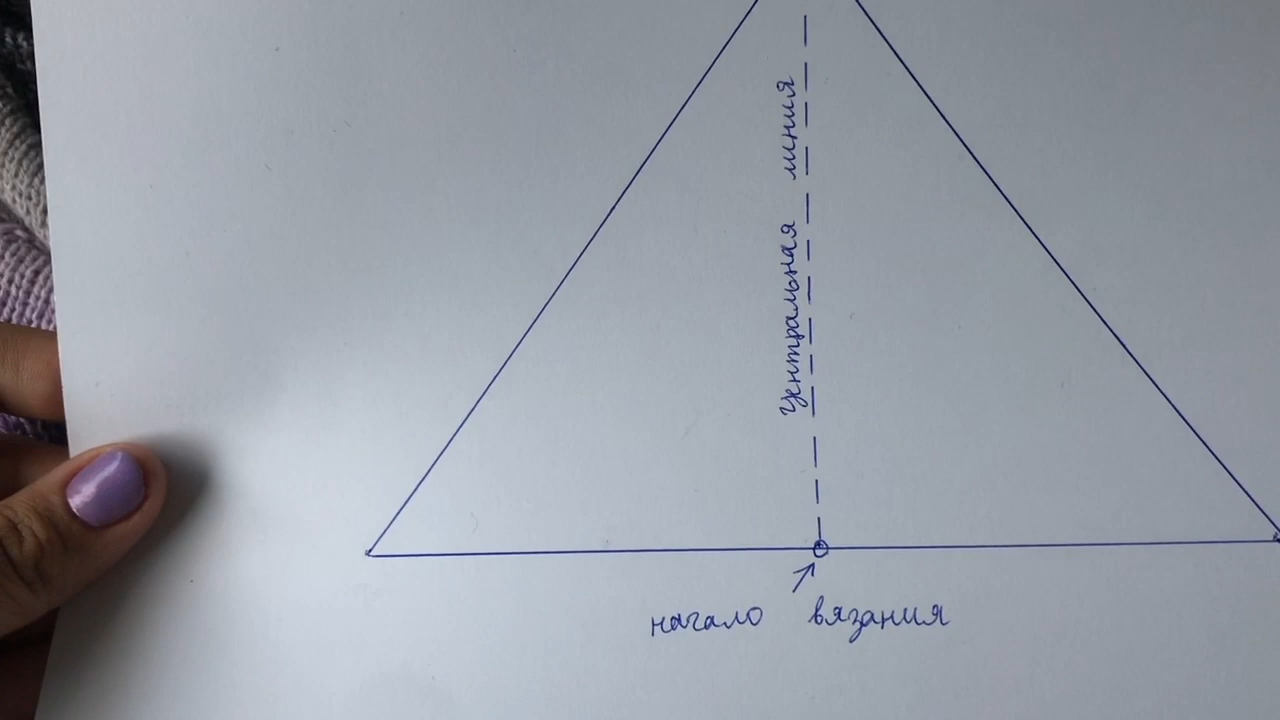 центральная линия
начало вязания